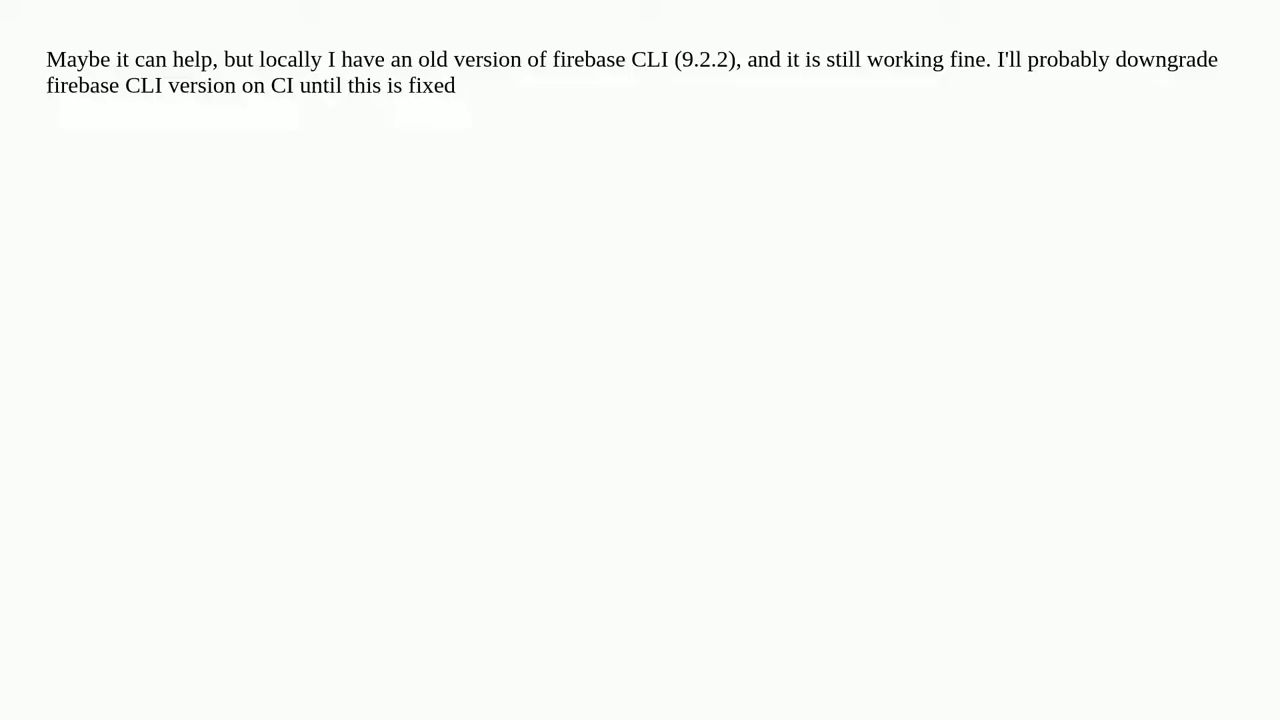 Maybe it can help, but locally I have an old version of firebase CLI (9.2.2), and it is still working fine. I'll probably downgrade
firebase CLI version on CI until this is fixed